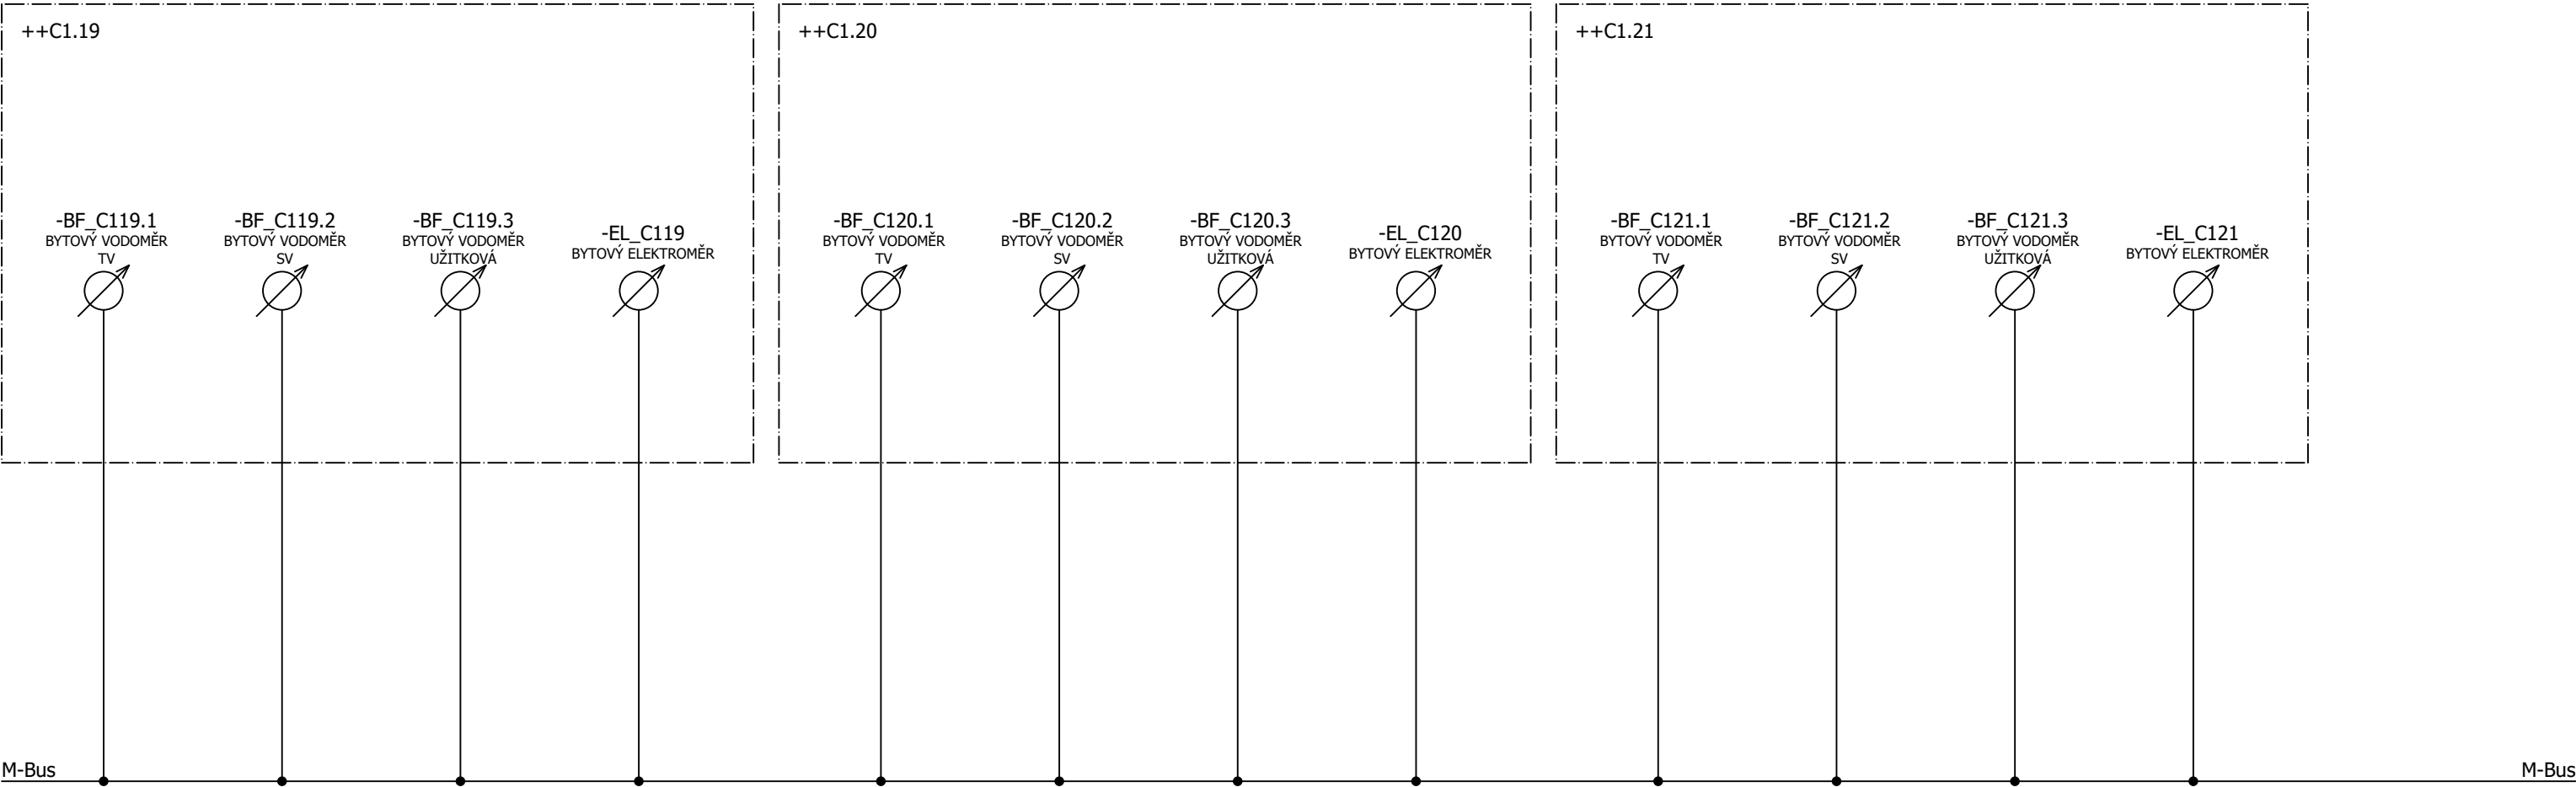 ++C1.19
++C1.20
++C1.21
-BF_C119.1
BYTOVÝ VODOMĚR
TV
-BF_C119.2
BYTOVÝ VODOMĚR
SV
-BF_C119.3
BYTOVÝ VODOMĚR
UŽITKOVÁ
-EL_C119
BYTOVÝ ELEKTROMĚR
-BF_C120.1
BYTOVÝ VODOMĚR
TV
-BF_C120.2
BYTOVÝ VODOMĚR
SV
-BF_C120.3
BYTOVÝ VODOMĚR
UŽITKOVÁ
-EL_C120
BYTOVÝ ELEKTROMĚR
-BF_C121.1
BYTOVÝ VODOMĚR
TV
-BF_C121.2
BYTOVÝ VODOMĚR
SV
-BF_C121.3
BYTOVÝ VODOMĚR
UŽITKOVÁ
-EL_C121
BYTOVÝ ELEKTROMĚR
M-Bus
M-Bus